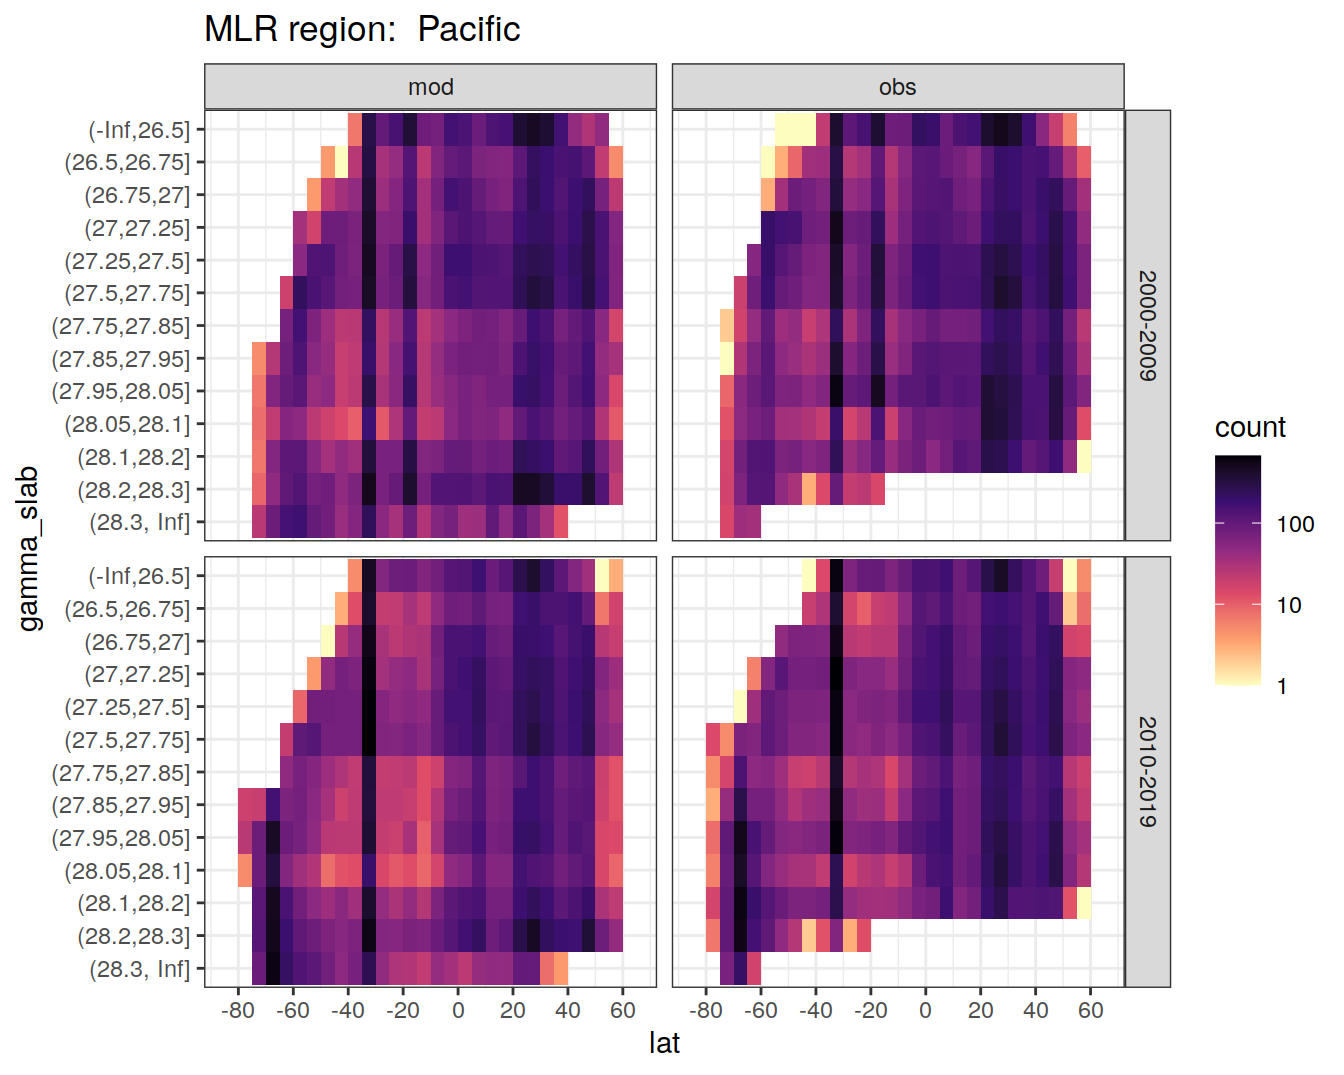 MLR region:  Pacific
mod
obs
(-Inf,26.5]
(26.5,26.75]
(26.75,27]
(27,27.25]
(27.25,27.5]
(27.5,27.75]
(27.75,27.85]
(27.85,27.95]
(27.95,28.05]
(28.05,28.1]
(28.1,28.2]
(28.2,28.3]
(28.3, Inf]
2000-2009
(-Inf,26.5]
(26.5,26.75]
(26.75,27]
(27,27.25]
(27.25,27.5]
(27.5,27.75]
(27.75,27.85]
(27.85,27.95]
(27.95,28.05]
(28.05,28.1]
(28.1,28.2]
(28.2,28.3]
(28.3, Inf]
2010-2019
gamma_slab
-80 -60 -40 -20 0 20 40 60
-80 -60 -40 -20 0 20 40 60
lat
count
100
10
1